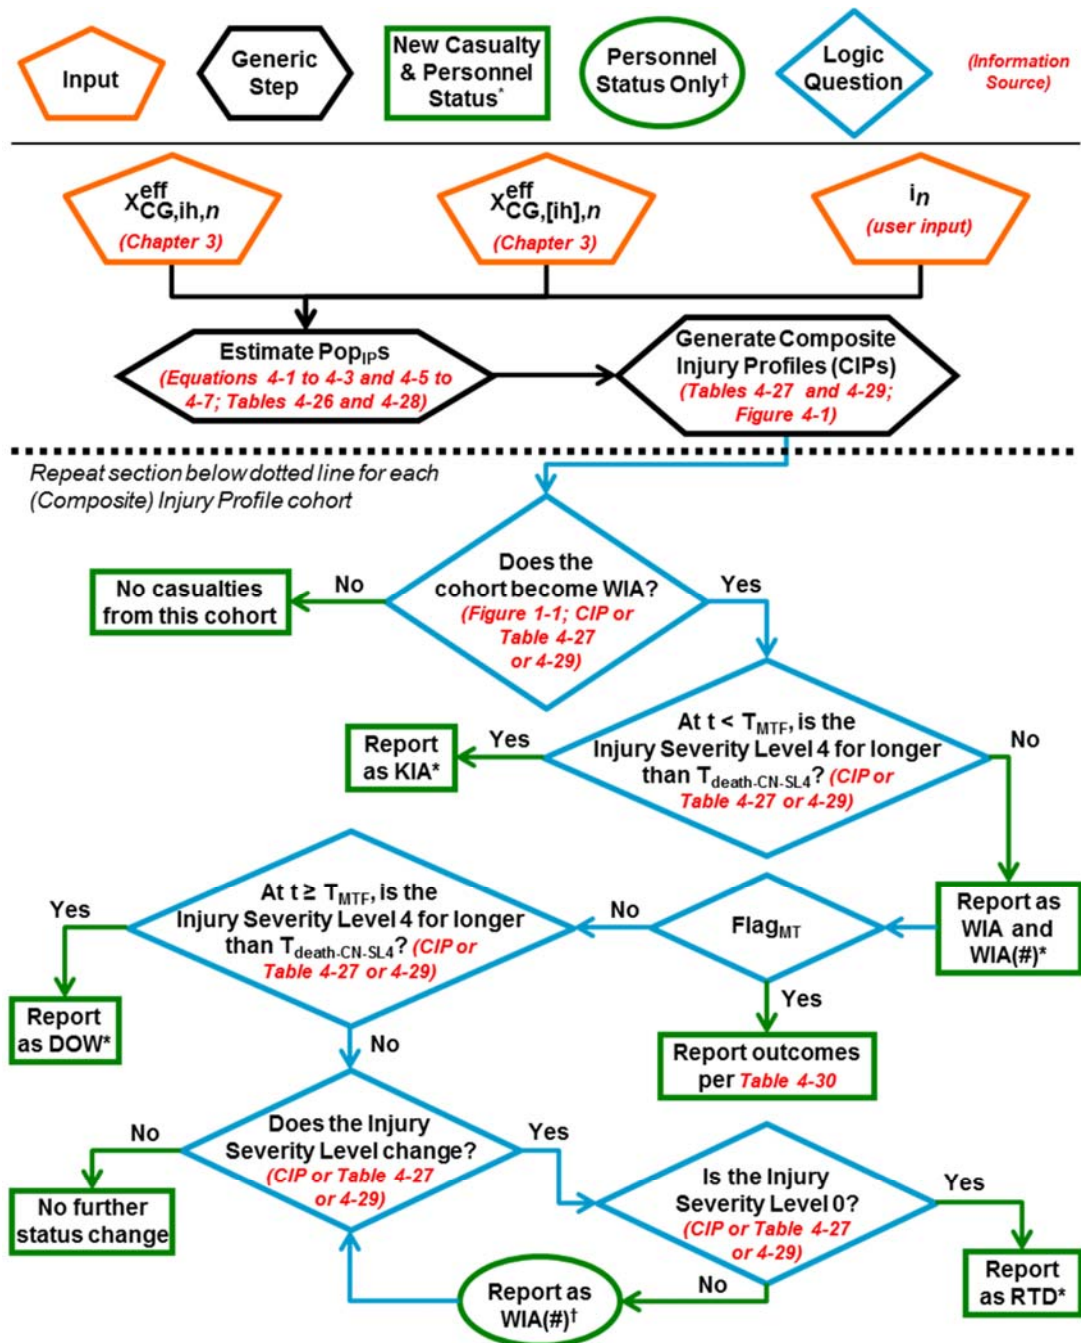 Input
Generic
Step
New Casualty
& Personnel
Status*
Personnel
Status Only†
Logic
Question
(Information
Source)
X^eff_CG,ih,n
(Chapter 3)
X^eff_CG,[ih],n
(Chapter 3)
i_n
(user input)
Estimate Pop_IPs
(Equations 4-1 to 4-3 and 4-5 to
4-7; Tables 4-26 and 4-28)
Generate Composite
Injury Profiles (CIPs)
(Tables 4-27 and 4-29;
Figure 4-1)
Repeat section below dotted line for each
(Composite) Injury Profile cohort
Does the
cohort become WIA?
(Figure 1-1; CIP or
Table 4-27
or 4-29)
No
Yes
No casualties
from this cohort
At t < T_MTF, is the
Injury Severity Level 4 for longer
than T_death-CN-SL4? (CIP or
Table 4-27 or 4-29)
Yes
No
Report
as KIA*
Report as
WIA and
WIA(#)*
Flag_MT
No
Yes
Report outcomes
per Table 4-30
At t ≥ T_MTF, is the
Injury Severity Level 4 for longer
than T_death-CN-SL4? (CIP or
Table 4-27 or 4-29)
Yes
Report
as DOW*
No
Does the Injury
Severity Level change?
(CIP or Table 4-27
or 4-29)
No
Yes
No further
status change
Is the Injury
Severity Level 0?
(CIP or Table 4-27
or 4-29)
Yes
No
Report as
WIA(#)†
Report
as RTD*